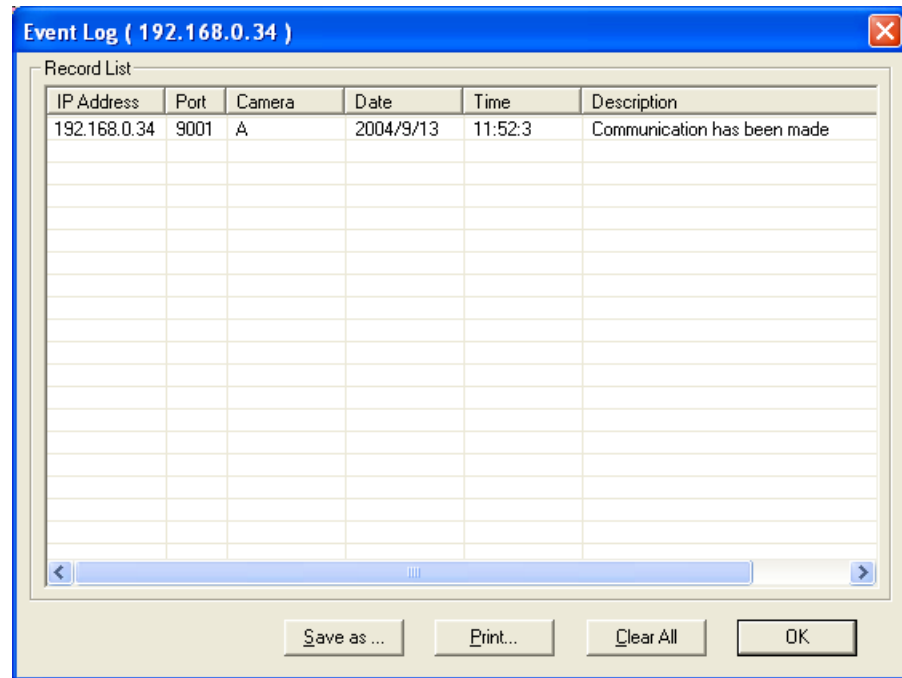 Event Log ( 192.168.0.34 )
Record List
IP Address Port Camera Date Time Description
192.168.0.34 9001 A 2004/9/13 11:52:3 Communication has been made
Save as ... Print... Clear All OK